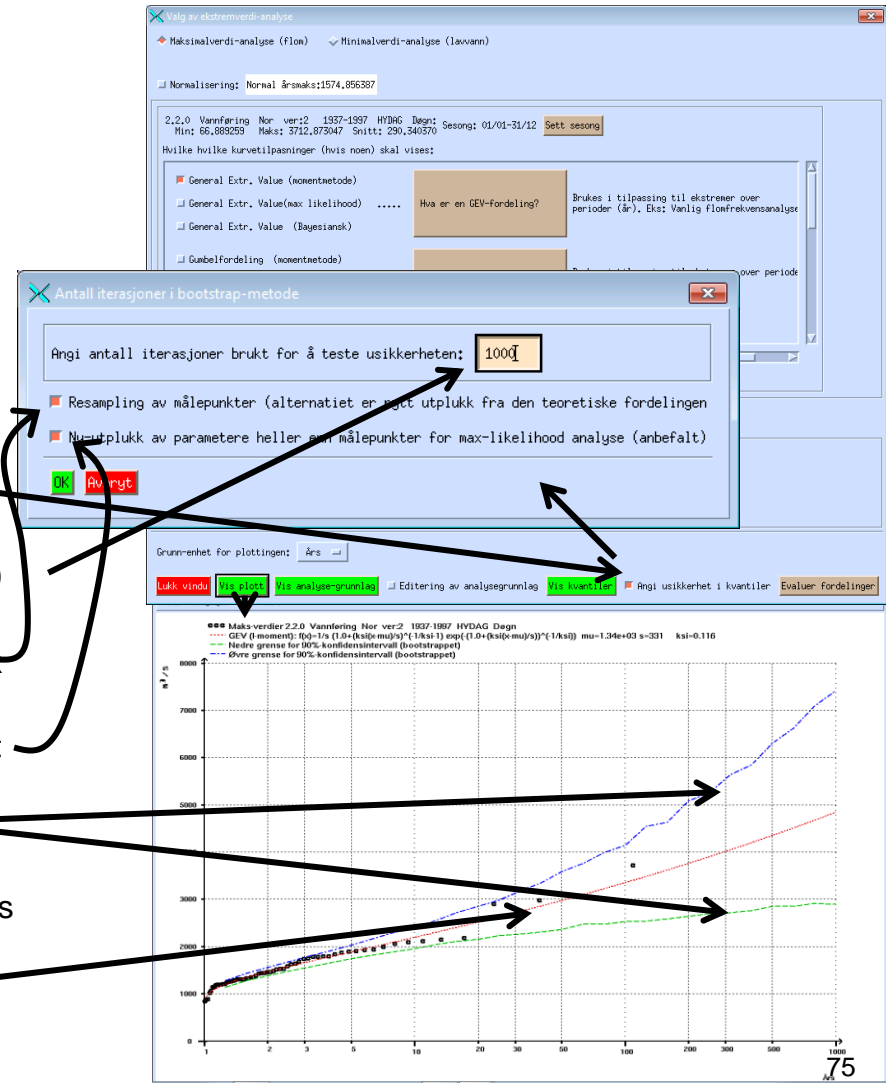 Valg av ekstremverdi-analyse
Maksimalverdi-analyse (flom) Minimalverdi-analyse (lavvann)
Normalisering: Normal årsmaks:1574.856387
2.2.0 Vannføring Nor ver:2 1937-1997 HYDAG Døgn:
Min: 66.889259 Maks: 3712.873047 Snitt: 290.340370 Sesong: 01/01-31/12 Sett sesong
Hvilke hvilke kurvetilpasninger (hvis noen) skal vises:
General Extr. Value (momentmetode)
General Extr. Value(max likelihood) .....
General Extr. Value (Bayesiansk)
Hva er en GEV-fordeling?
Brukes i tilpassing til ekstremer over
perioder (år). Eks: Vanlig flomfrekvensanalyse
Gumbelfordeling (momentmetode)
over periode
Antall iterasjoner i bootstrap-metode
Angi antall iterasjoner brukt for å teste usikkerheten: 1000
Resampling av målepunkter (alternatiet er nytt utplukk fra den teoretiske fordelingen
Ny-utplukk av parametere heller enn målepunkter for max-likelihood analyse (anbefalt)
OK Avbryt
Grunn-enhet for plottingen: Års
Lukk vindu Vis plott Vis analyse-grunnlag Editering av analysegrunnlag Vis kvantiler Angi usikkerhet i kvantiler Evaluer fordelinger
Maks-verdier 2.2.0 Vannføring Nor ver:2 1937-1997 HYDAG Døgn
GEV (l-moment): f(x)=1/s (1.0+(ksi(x-mu)/s)^(-1/ksi-1) exp(-(1.0+(ksi(x-mu)/s))^(-1/ksi)) mu=1.34e+03 s=331 ksi=0.116
Nedre grense for 90%-konfidensintervall (bootstrappet)
Øvre grense for 90%-konfidensintervall (bootstrappet)
m³/s
8000
7000
6000
5000
3000
2000
1000
0
1 2 3 5 10 20 30 50 100 200 300 500 1000
Års
)
s
75